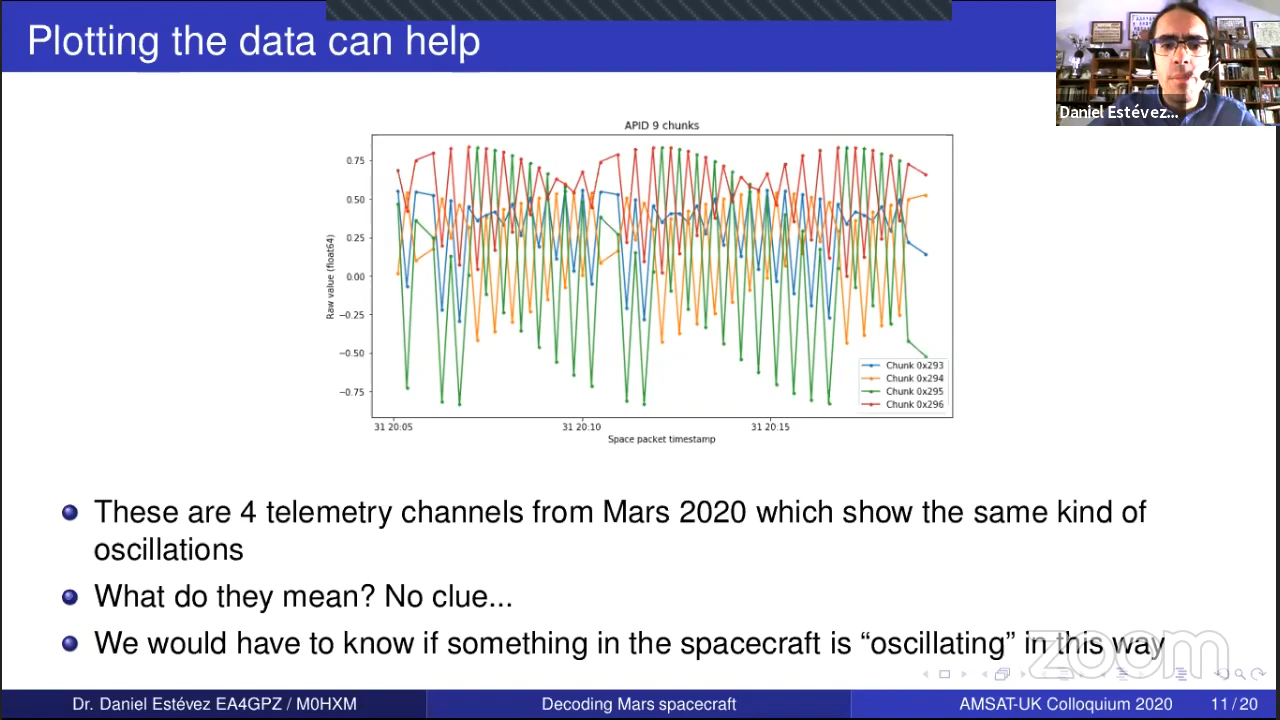 Plotting the data can help
Daniel Estévez...
APID 9 chunks
Raw value (float64)
0.75
0.50
0.25
0.00
−0.25
−0.50
−0.75
Chunk 0x293
Chunk 0x294
Chunk 0x295
Chunk 0x296
31 20:05
31 20:10
31 20:15
Space packet timestamp
These are 4 telemetry channels from Mars 2020 which show the same kind of
oscillations
What do they mean? No clue...
We would have to know if something in the spacecraft is “oscillating” in this way
zoom
Dr. Daniel Estévez EA4GPZ / M0HXM
Decoding Mars spacecraft
AMSAT-UK Colloquium 2020
11 / 20